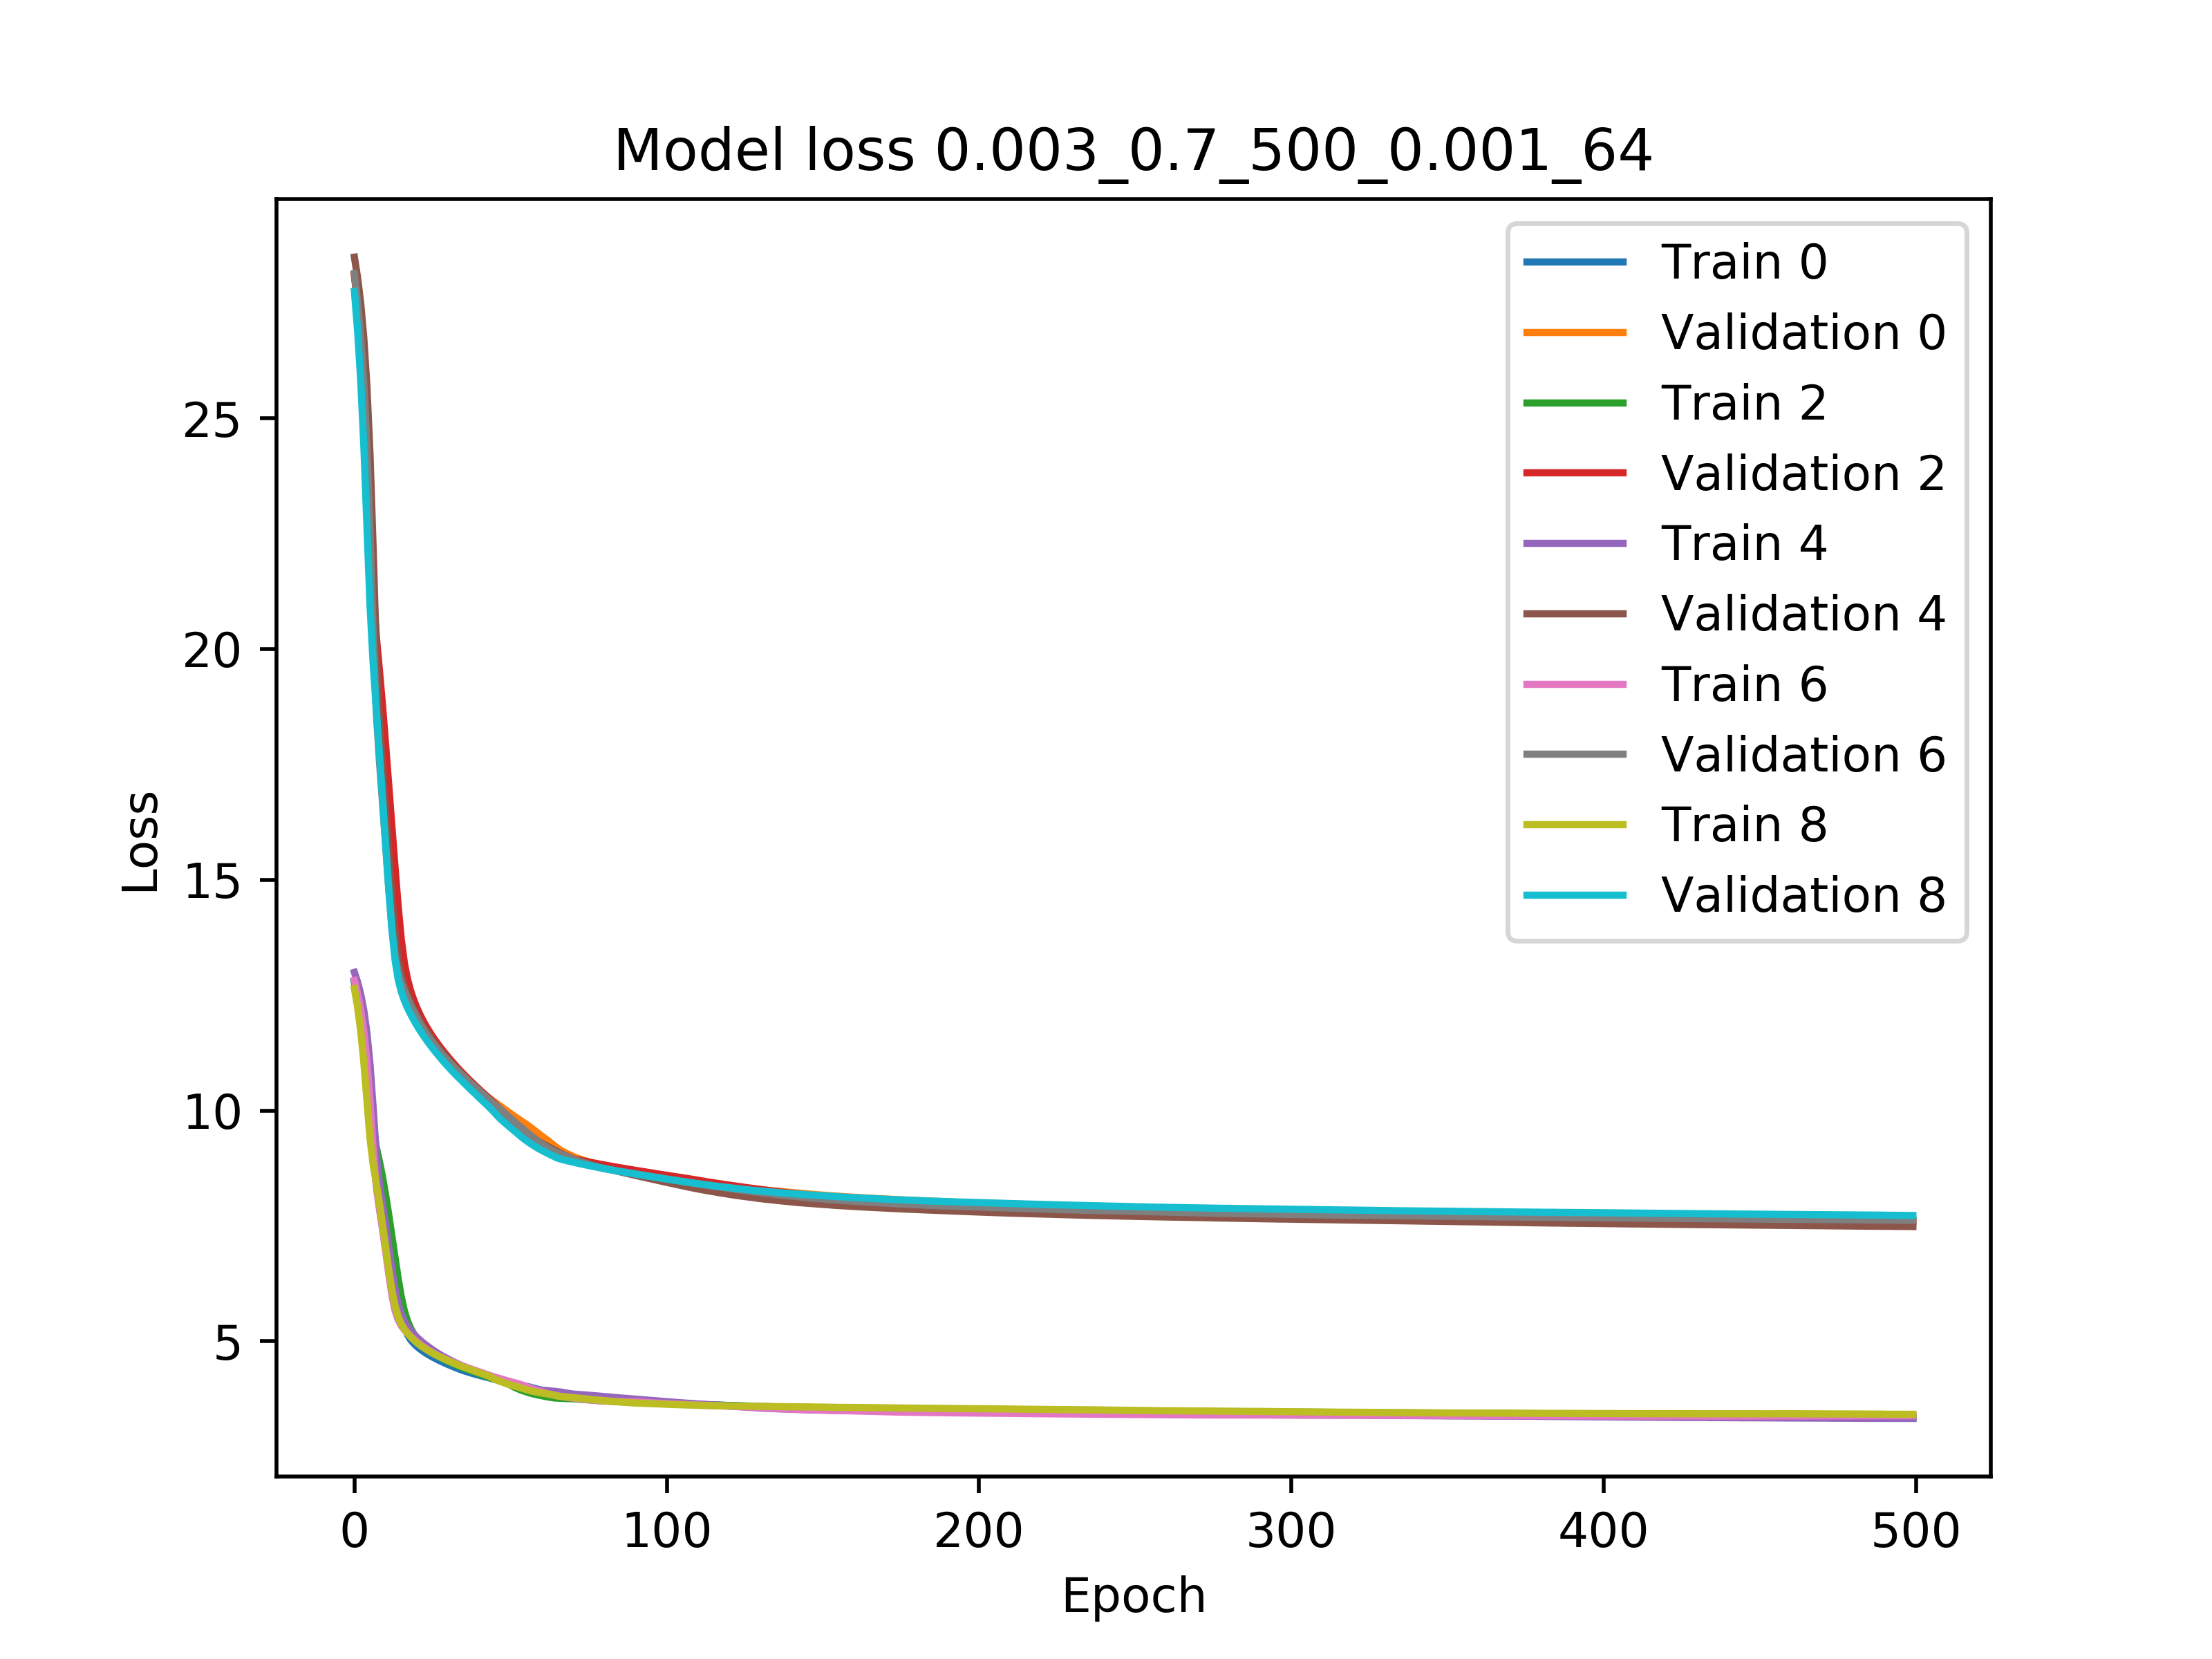 Model loss 0.003_0.7_500_0.001_64
Train 0
Validation 0
Train 2
Validation 2
Train 4
Validation 4
Train 6
Validation 6
Train 8
Validation 8
25
20
15
10
5
Loss
0 100 200 300 400 500
Epoch